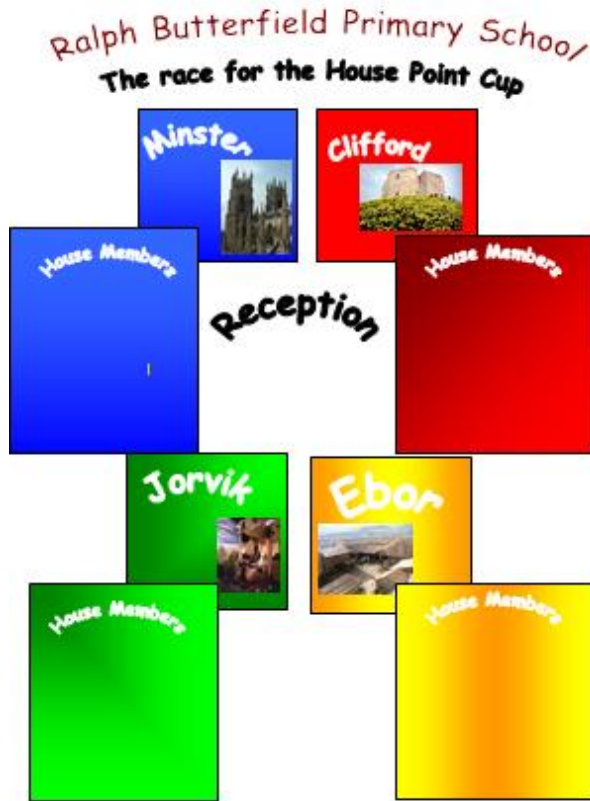 Ralph Butterfield Primary School
The race for the House Point Cup
Minster
Clifford
House Members
House Members
Reception
Jorvik
Ebor
House Members
House Members